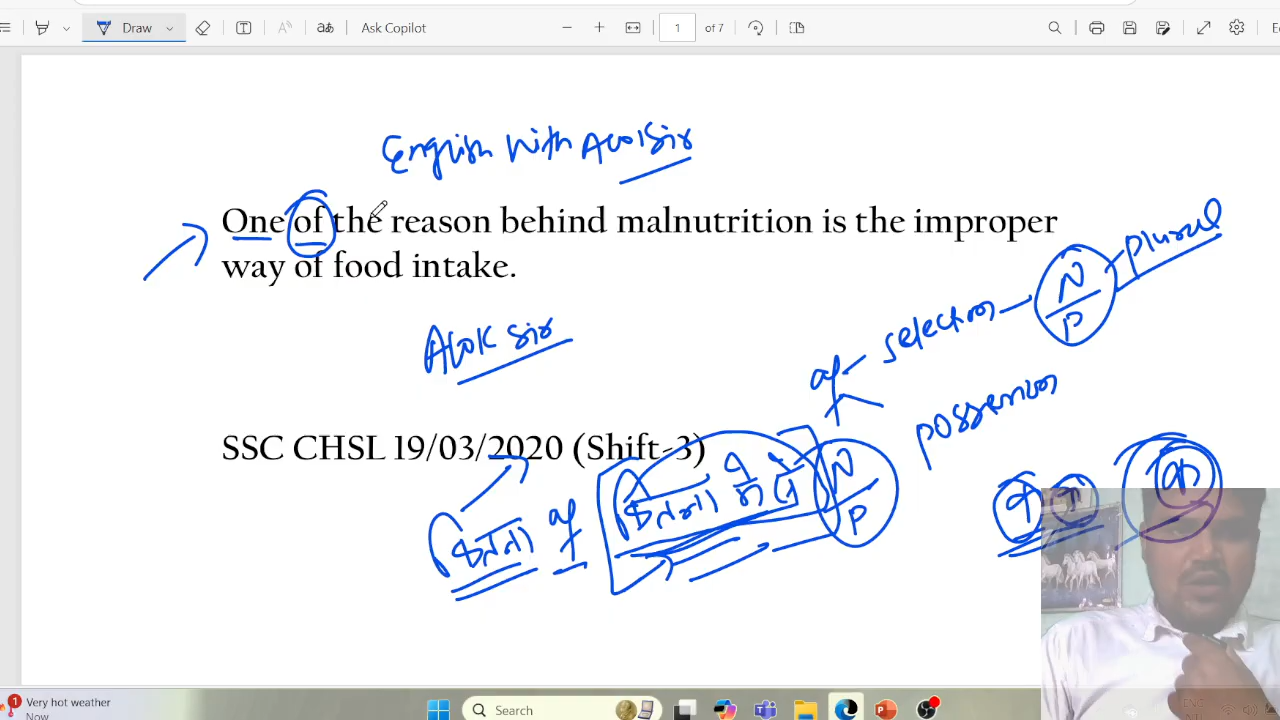 Draw
Ask Copilot
1 of 7
English With Alok Sir
One of the reason behind malnutrition is the improper
way of food intake.
plural
N
P
selection
of
Alok Sir
possession
SSC CHSL 19/03/2020 (Shift-3)
N
P
of
1
Very hot weather
Now
Search
ENG